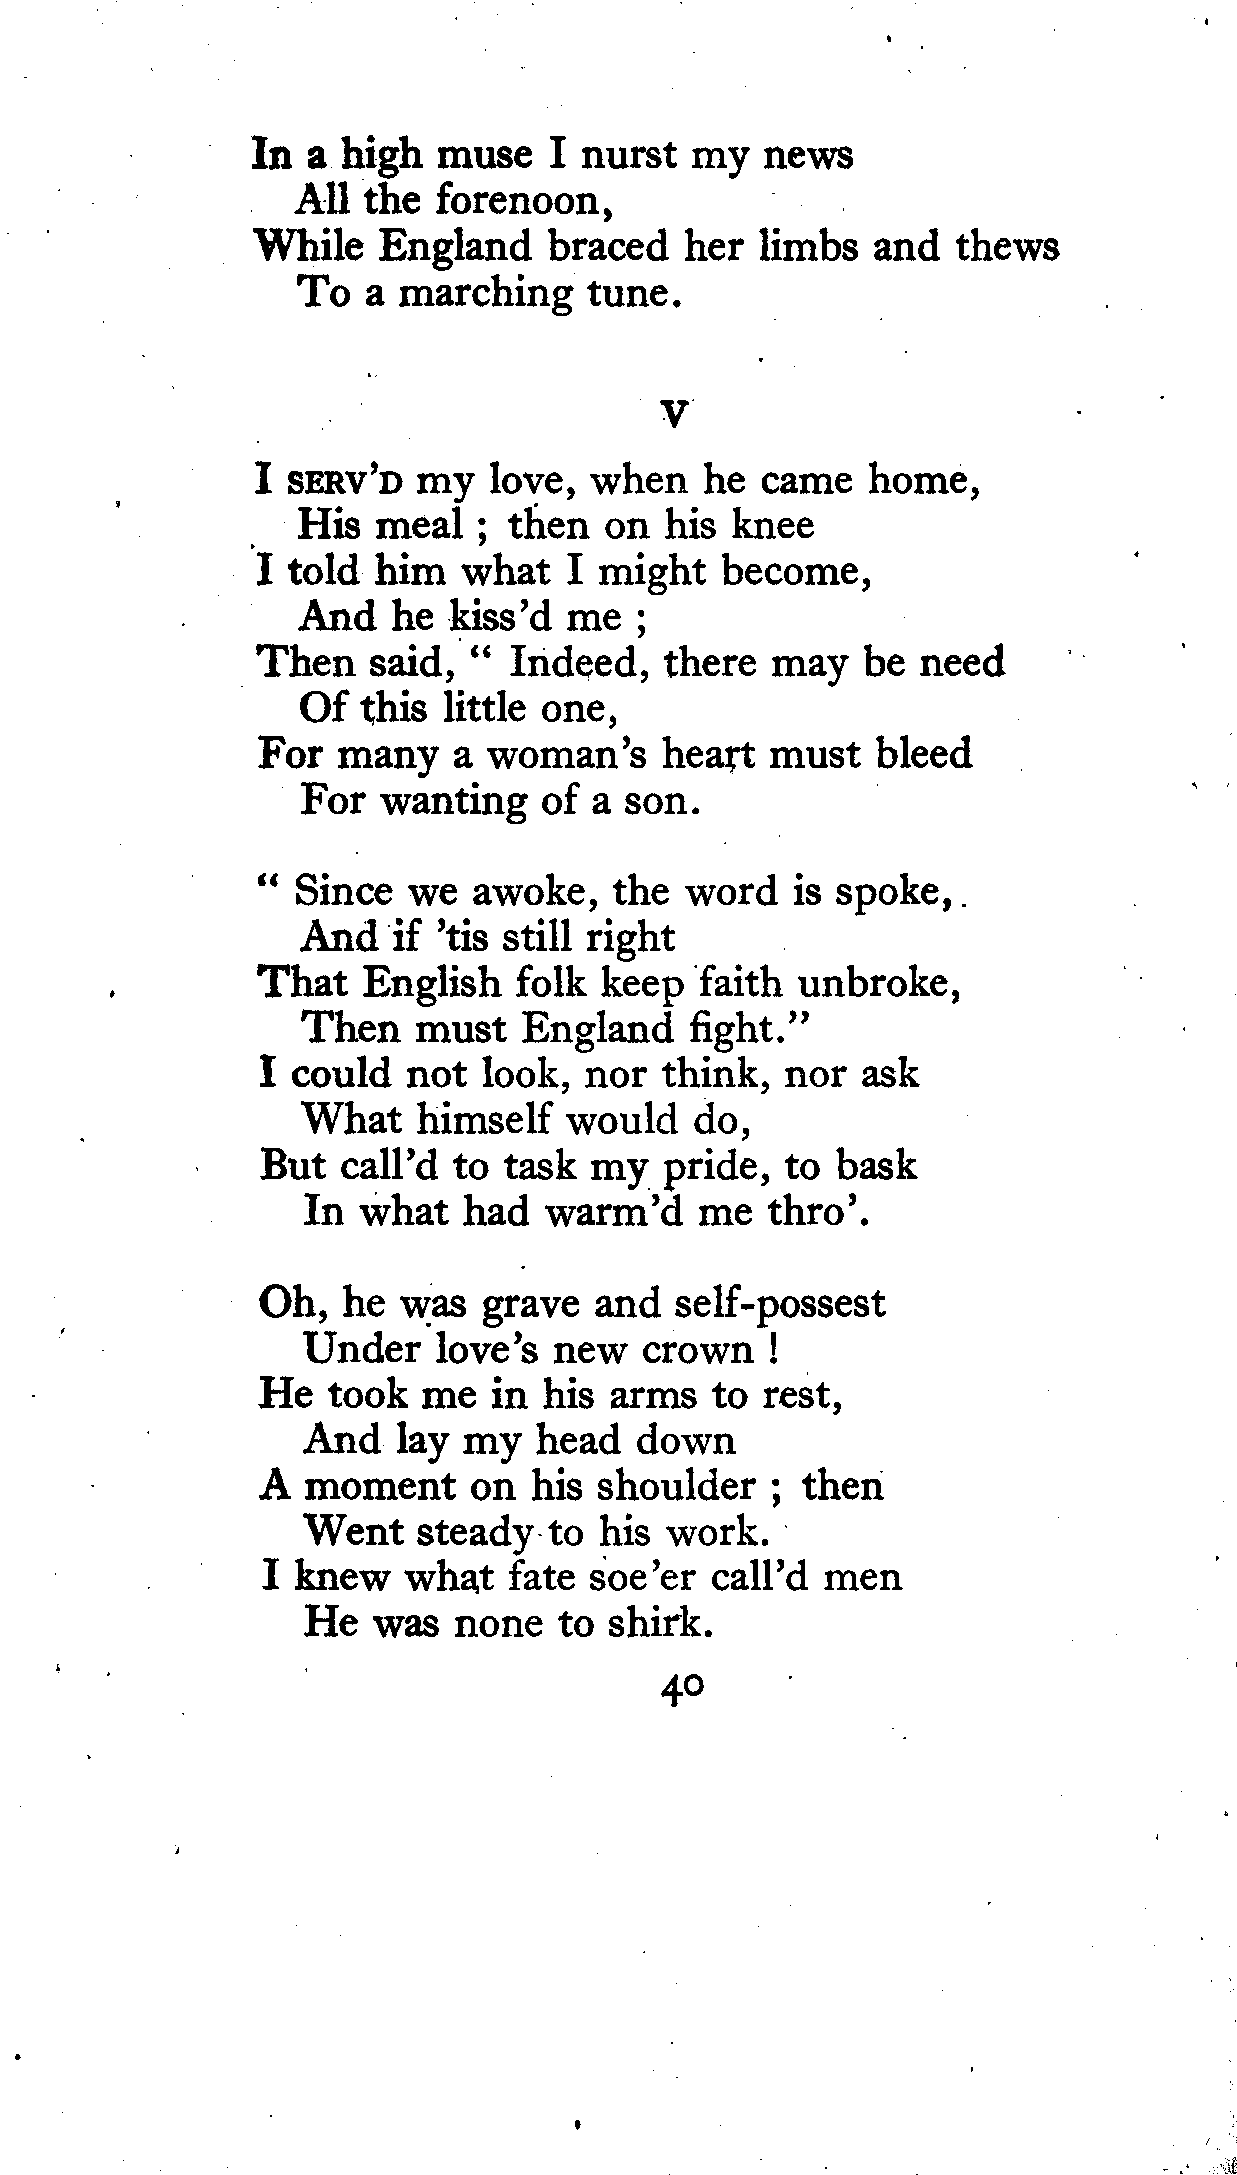 In a high muse I nurst my news
All the forenoon,
While England braced her limbs and thews
To a marching tune.
V
I SERV'D my love, when he came home,
His meal ; then on his knee
I told him what I might become,
And he kiss'd me ;
Then said, " Indeed, there may be need
Of this little one,
For many a woman's heart must bleed
For wanting of a son.
" Since we awoke, the word is spoke,
And if 'tis still right
That English folk keep faith unbroke,
Then must England fight."
I could not look, nor think, nor ask
What himself would do,
But call'd to task my pride, to bask
In what had warm'd me thro'.
Oh, he was grave and self-possest
Under love's new crown !
He took me in his arms to rest,
And lay my head down
A moment on his shoulder ; then
Went steady to his work.
I knew what fate soe'er call'd men
He was none to shirk.
40